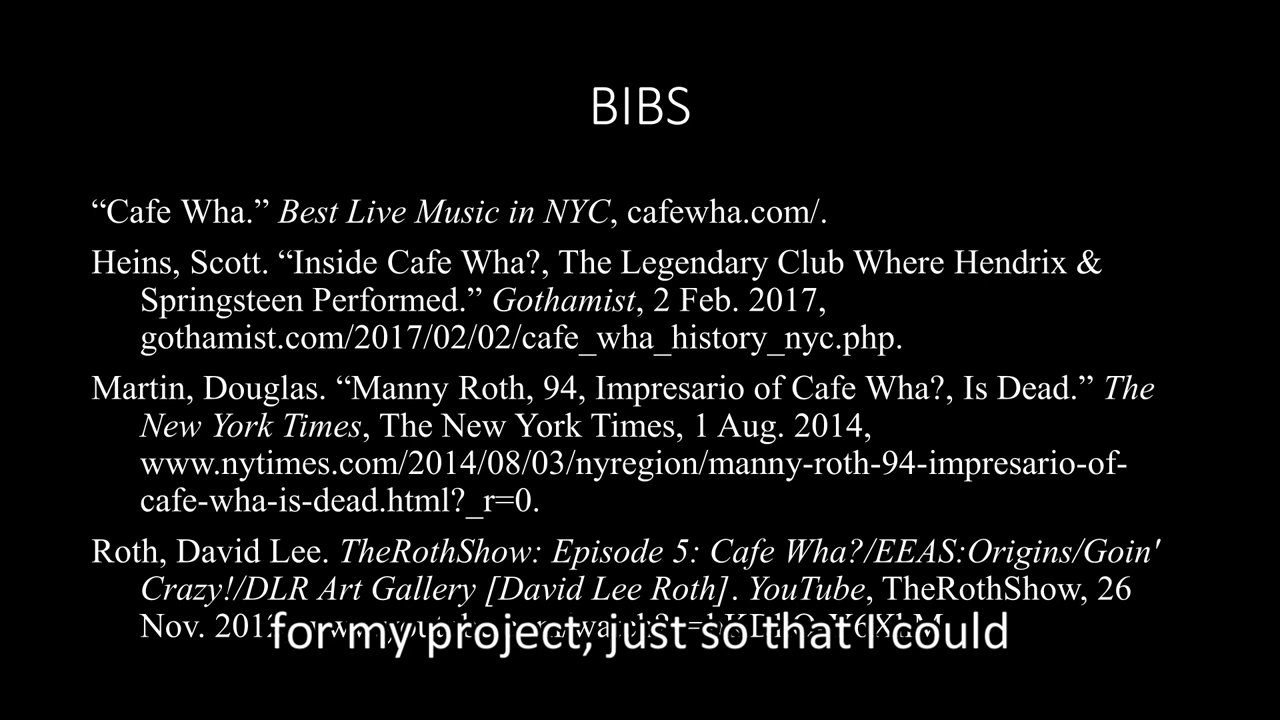 BIBS
“Cafe Wha.” Best Live Music in NYC, cafewha.com/.
Heins, Scott. “Inside Cafe Wha?, The Legendary Club Where Hendrix &
Springsteen Performed.” Gothamist, 2 Feb. 2017,
gothamist.com/2017/02/02/cafe_wha_history_nyc.php.
Martin, Douglas. “Manny Roth, 94, Impresario of Cafe Wha?, Is Dead.” The
New York Times, The New York Times, 1 Aug. 2014,
www.nytimes.com/2014/08/03/nyregion/manny-roth-94-impresario-of-
cafe-wha-is-dead.html?_r=0.
Roth, David Lee. TheRothShow: Episode 5: Cafe Wha?/EEAS:Origins/Goin'
Crazy!/DLR Art Gallery [David Lee Roth]. YouTube, TheRothShow, 26
Nov.
for my project, just so that I could